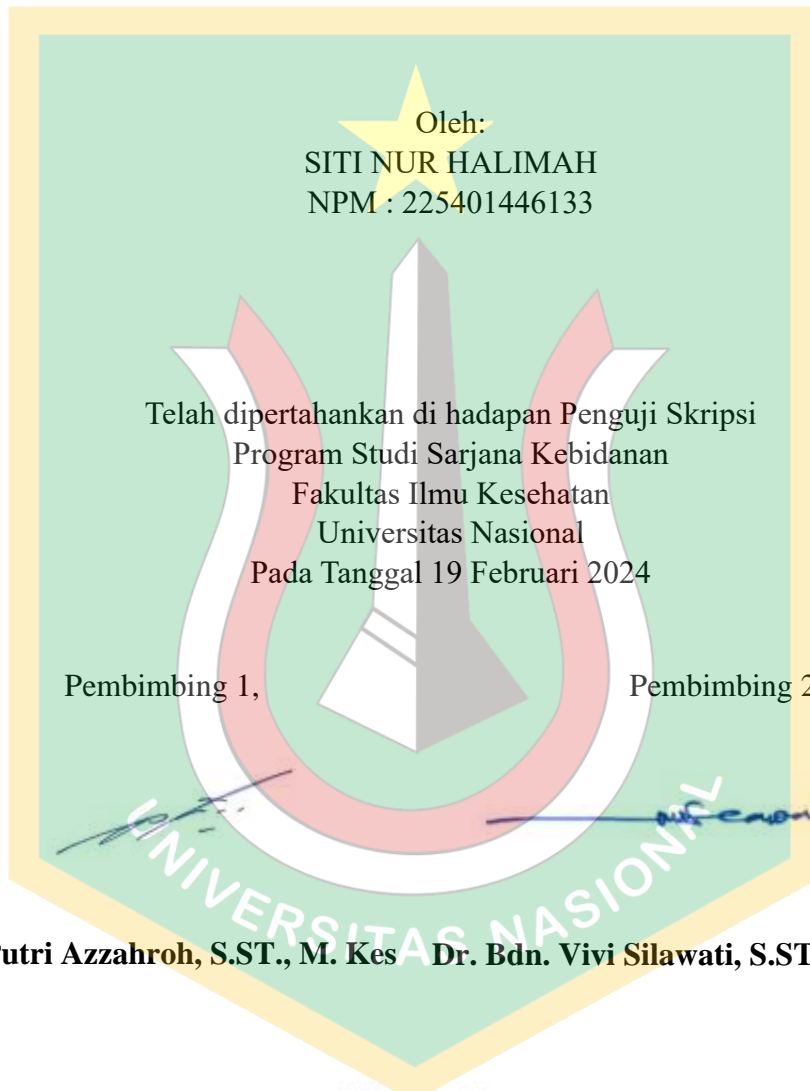 Oleh:
SITI NUR HALIMAH
NPM : 225401446133
Telah dipertahankan di hadapan Penguji Skripsi
Program Studi Sarjana Kebidanan
Fakultas Ilmu Kesehatan
Universitas Nasional
Pada Tanggal 19 Februari 2024
Pembimbing 1, Pembimbing 2
UNIVERSITAS NASIONAL
utri Azzahroh, S.ST., M. Kes Dr. Bdn. Vivi Silawati, S.ST